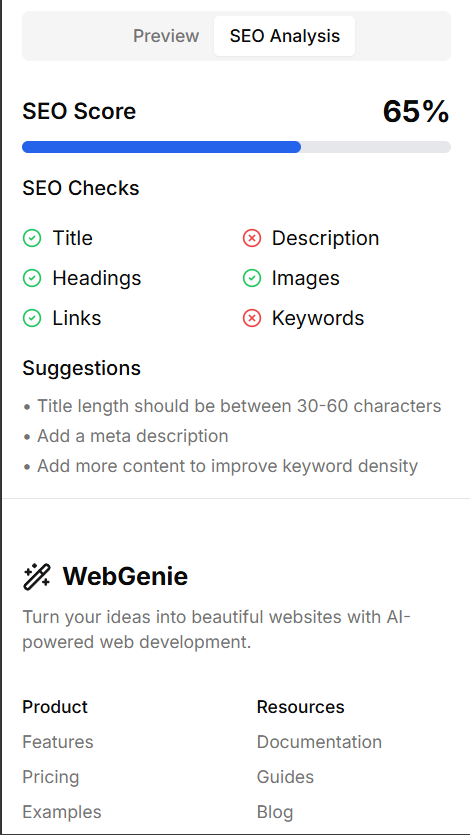 Preview SEO Analysis
SEO Score 65%
SEO Checks
Title Description
Headings Images
Links Keywords
Suggestions
• Title length should be between 30-60 characters
• Add a meta description
• Add more content to improve keyword density
WebGenie
Turn your ideas into beautiful websites with AI-
powered web development.
Product Resources
Features Documentation
Pricing Guides
Examples Blog